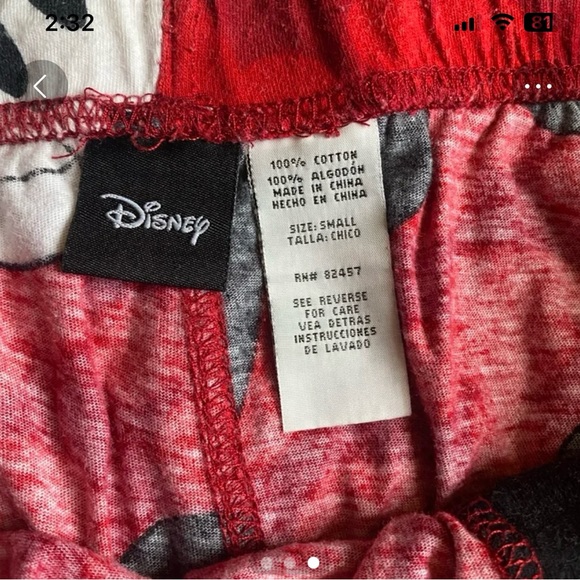 2:32
81
Disney
100% COTTON
100% ALGODÓN
MADE IN CHINA
HECHO EN CHINA
SIZE: SMALL
TALLA: CHICO
RN# 82457
SEE REVERSE
FOR CARE
VEA DETRAS
INSTRUCCIONES
DE LAVADO